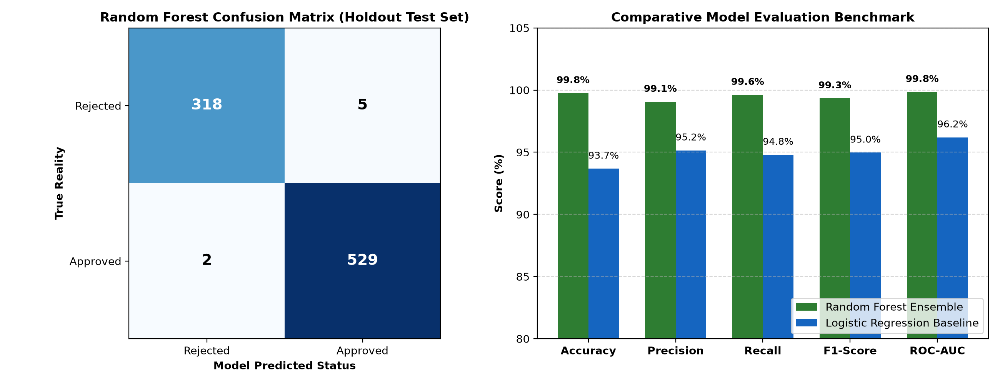 Random Forest Confusion Matrix (Holdout Test Set)
True Reality
Rejected
318
5
Approved
2
529
Rejected
Approved
Model Predicted Status
Comparative Model Evaluation Benchmark
Score (%)
105
100
95
90
85
80
99.8%
93.7%
99.1%
95.2%
99.6%
94.8%
99.3%
95.0%
99.8%
96.2%
Random Forest Ensemble
Logistic Regression Baseline
Accuracy
Precision
Recall
F1-Score
ROC-AUC